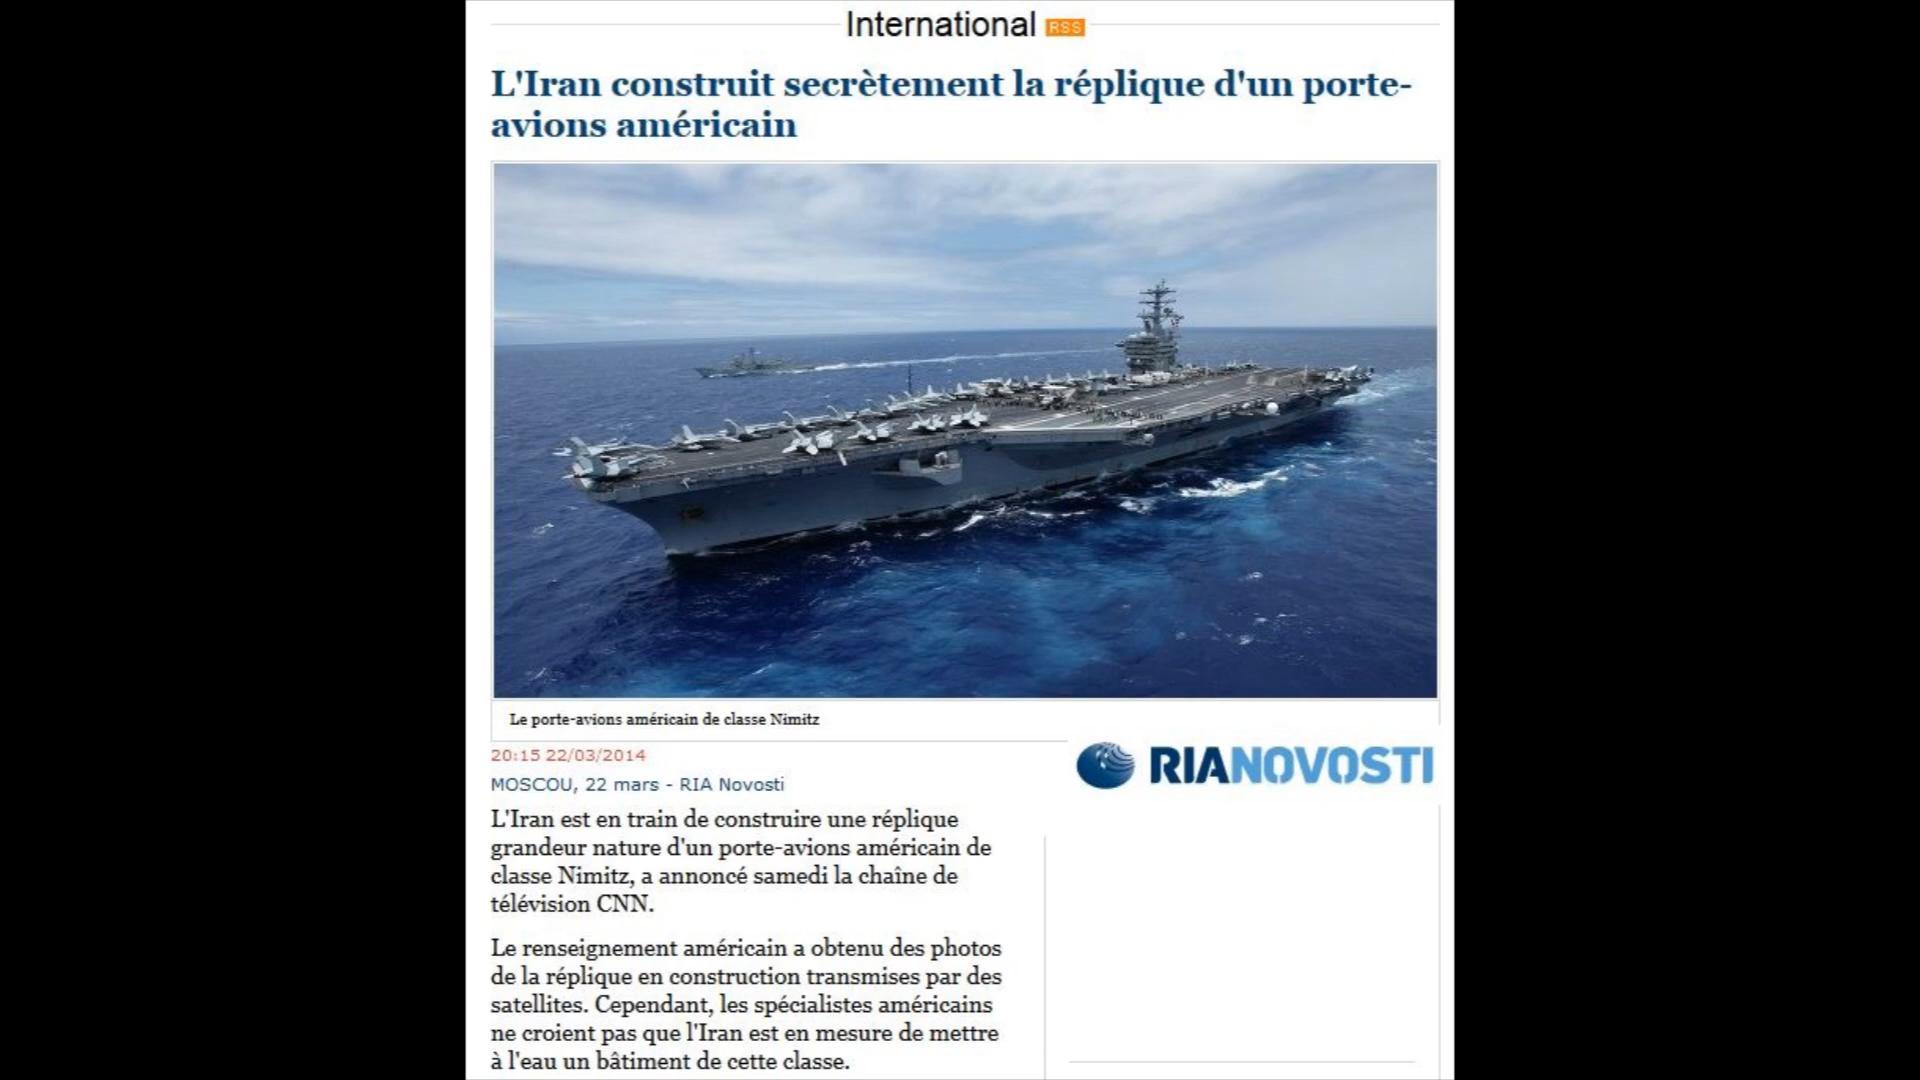 International RSS
L'Iran construit secrètement la réplique d'un porte-
avions américain
Le porte-avions américain de classe Nimitz
20:15 22/03/2014
RIANOVOSTI
MOSCOU, 22 mars - RIA Novosti
L'Iran est en train de construire une réplique
grandeur nature d'un porte-avions américain de
classe Nimitz, a annoncé samedi la chaîne de
télévision CNN.
Le renseignement américain a obtenu des photos
de la réplique en construction transmises par des
satellites. Cependant, les spécialistes américains
ne croient pas que l'Iran est en mesure de mettre
à l'eau un bâtiment de cette classe.